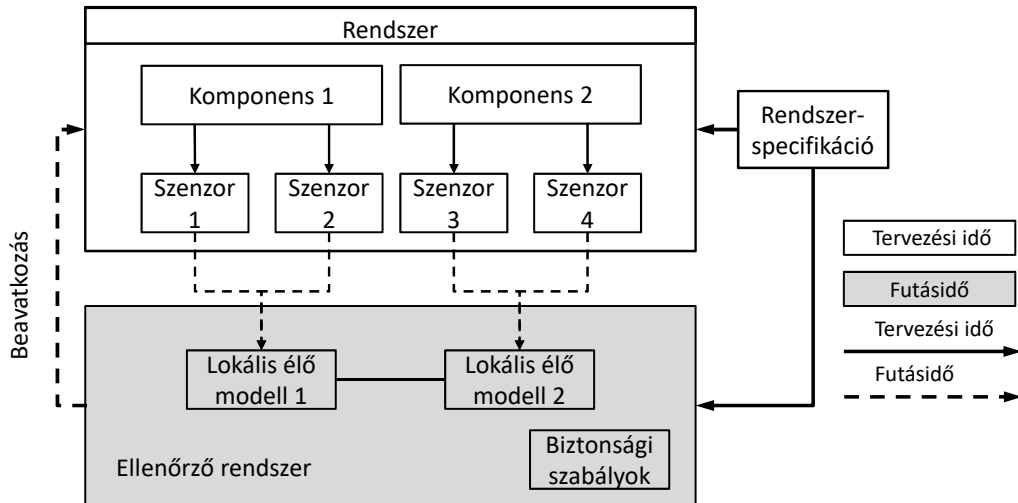 Rendszer
Komponens 1
Komponens 2
Szenzor
1
Szenzor
2
Szenzor
3
Szenzor
4
Rendszer-
specifikáció
Beavatkozás
Lokális élő
modell 1
Lokális élő
modell 2
Biztonsági
szabályok
Ellenőrző rendszer
Tervezési idő
Futásidő
Tervezési idő
Futásidő